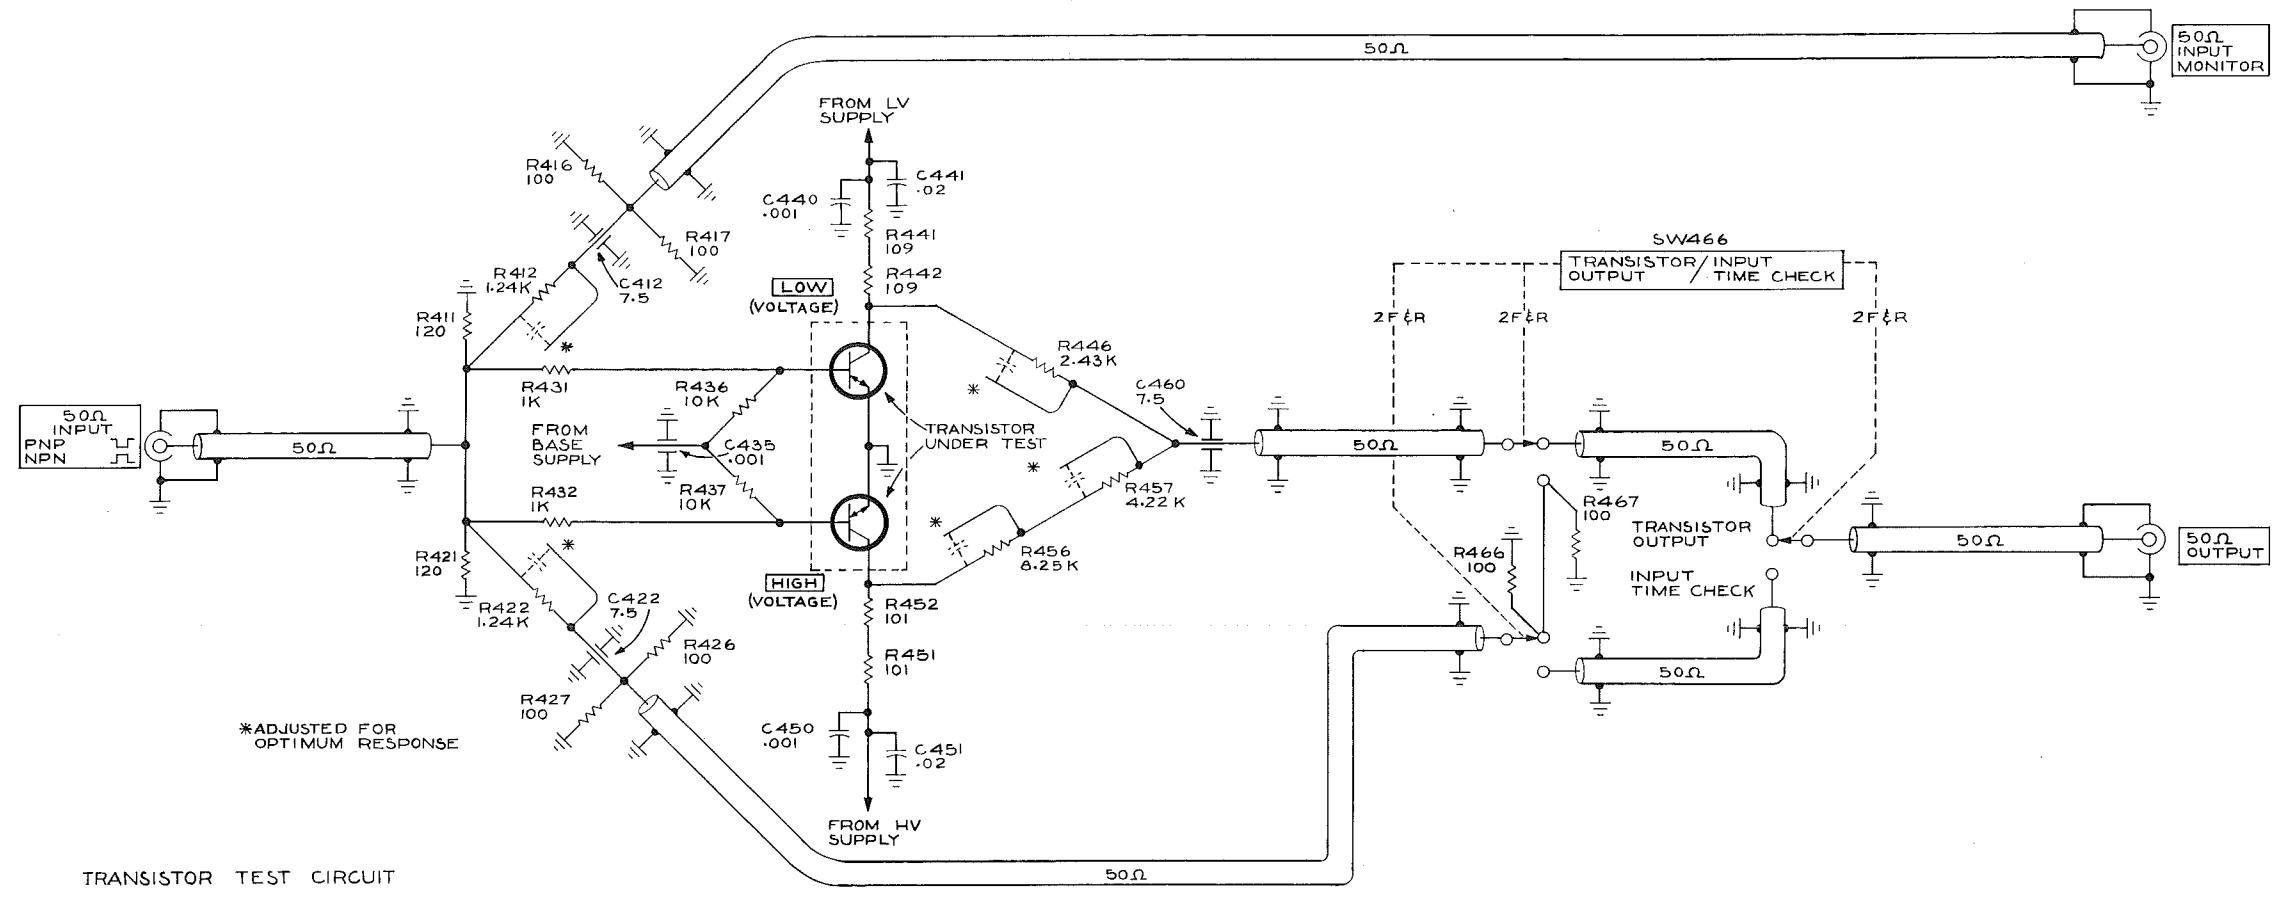 50Ω
50Ω
INPUT
MONITOR
FROM LV
SUPPLY
R416
100
C441
.02
C440
.001
R417
100
R441
109
SW466
TRANSISTOR/INPUT
OUTPUT / TIME CHECK
R412
1.24K
C412
7.5
R442
109
LOW
(VOLTAGE)
R411
120
*
2F&R
2F&R
2F&R
R446
2.43K
*
R431
1K
R436
10K
C460
7.5
50Ω
INPUT
PNP
NPN
50Ω
FROM
BASE
SUPPLY
C435
.001
TRANSISTOR
UNDER TEST
50Ω
50Ω
*
R432
1K
R437
10K
R457
4.22K
R467
100
*
TRANSISTOR
OUTPUT
50Ω
50Ω
OUTPUT
R421
120
*
R456
8.25K
R466
100
INPUT
TIME CHECK
HIGH
(VOLTAGE)
R422
1.24K
C422
7.5
R452
101
R426
100
R451
101
50Ω
R427
100
*ADJUSTED FOR
OPTIMUM RESPONSE
C450
.001
C451
.02
FROM HV
SUPPLY
50Ω
TRANSISTOR TEST CIRCUIT